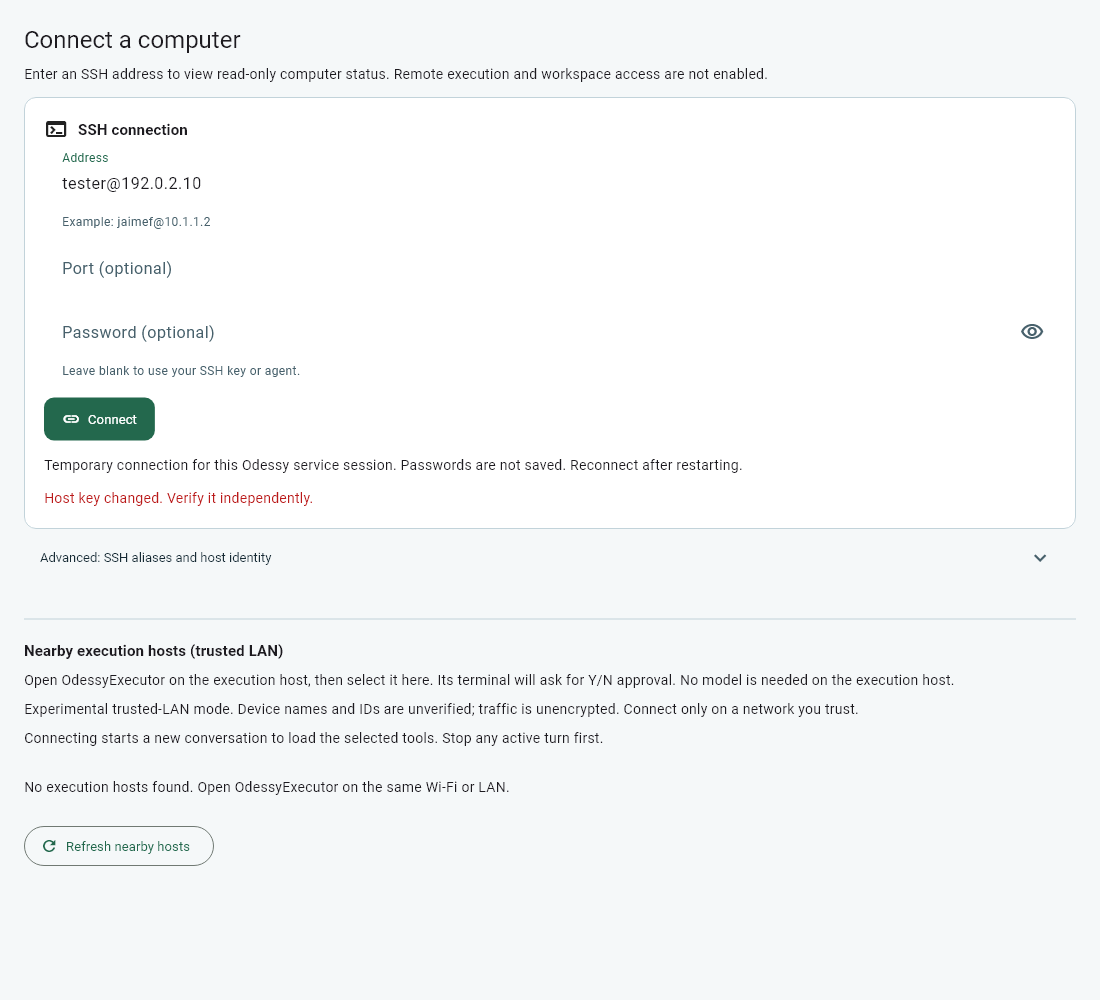 Connect a computer
Enter an SSH address to view read-only computer status. Remote execution and workspace access are not enabled.
SSH connection
Address
tester@192.0.2.10
Example: jaimef@10.1.1.2
Port (optional)
Password (optional)
Leave blank to use your SSH key or agent.
Connect
Temporary connection for this Odessy service session. Passwords are not saved. Reconnect after restarting.
Host key changed. Verify it independently.
Advanced: SSH aliases and host identity
Nearby execution hosts (trusted LAN)
Open OdessyExecutor on the execution host, then select it here. Its terminal will ask for Y/N approval. No model is needed on the execution host.
Experimental trusted-LAN mode. Device names and IDs are unverified; traffic is unencrypted. Connect only on a network you trust.
Connecting starts a new conversation to load the selected tools. Stop any active turn first.
No execution hosts found. Open OdessyExecutor on the same Wi-Fi or LAN.
Refresh nearby hosts